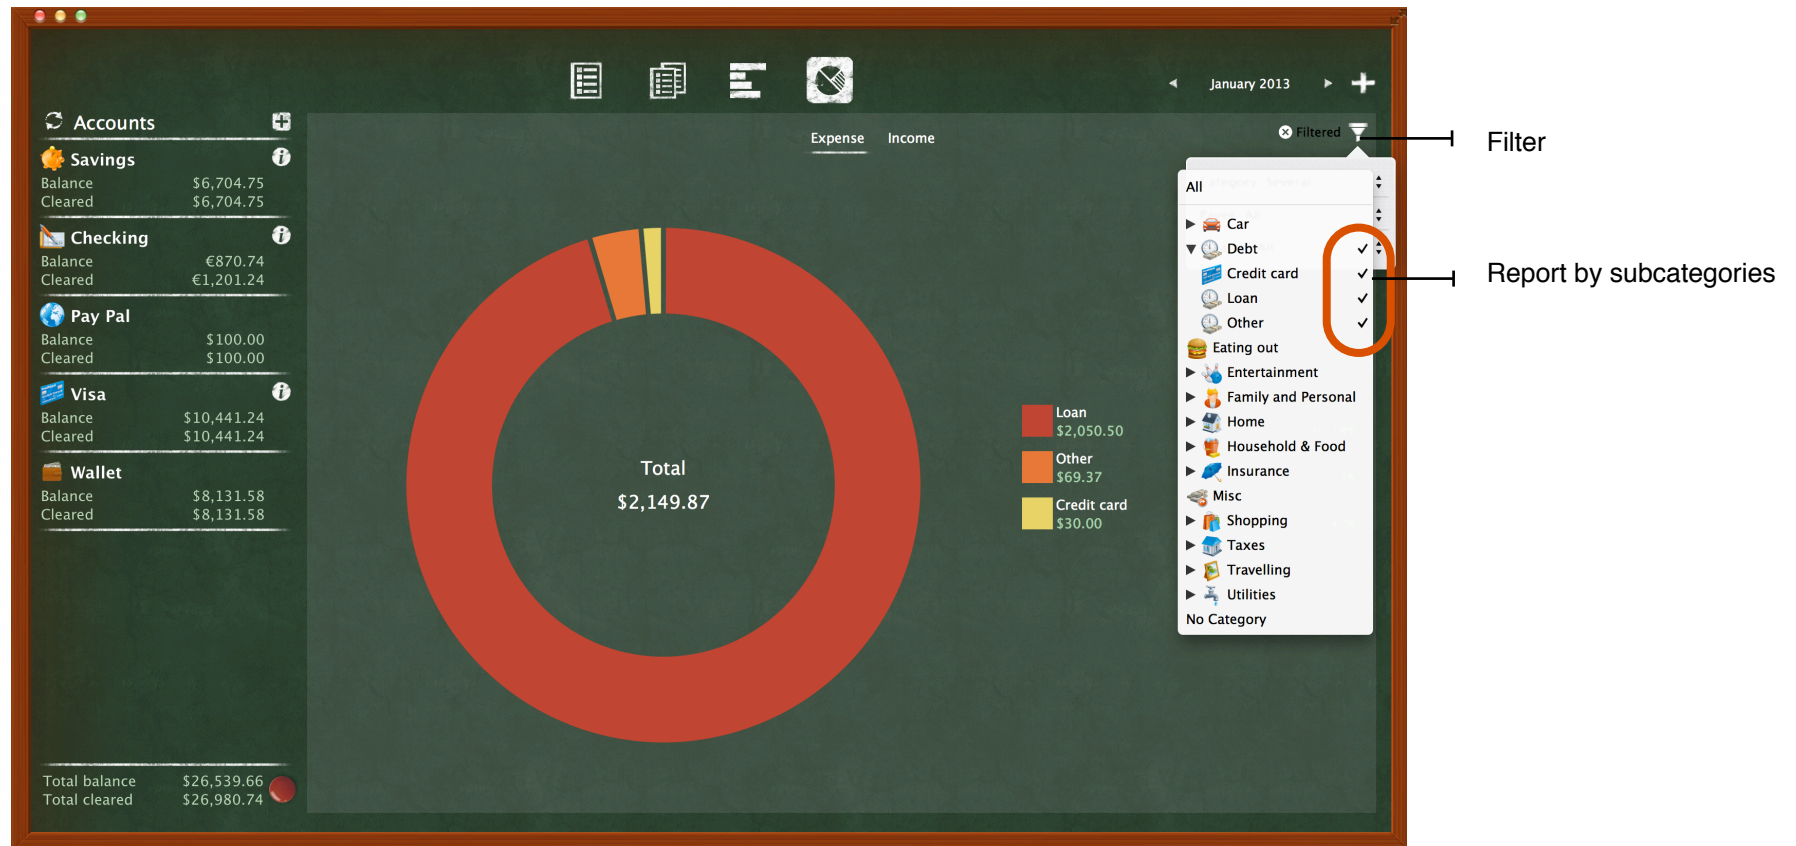 January 2013
Accounts
Expense Income
Filtered
Filter
Savings
Balance $6,704.75
Cleared $6,704.75
Checking
Balance €870.74
Cleared €1,201.24
Pay Pal
Balance $100.00
Cleared $100.00
Visa
Balance $10,441.24
Cleared $10,441.24
Wallet
Balance $8,131.58
Cleared $8,131.58
Total balance $26,539.66
Total cleared $26,980.74
Total
$2,149.87
Loan
$2,050.50
Other
$69.37
Credit card
$30.00
All
Car
Debt
Credit card
Loan
Other
Eating out
Entertainment
Family and Personal
Home
Household & Food
Insurance
Misc
Shopping
Taxes
Travelling
Utilities
No Category
Report by subcategories